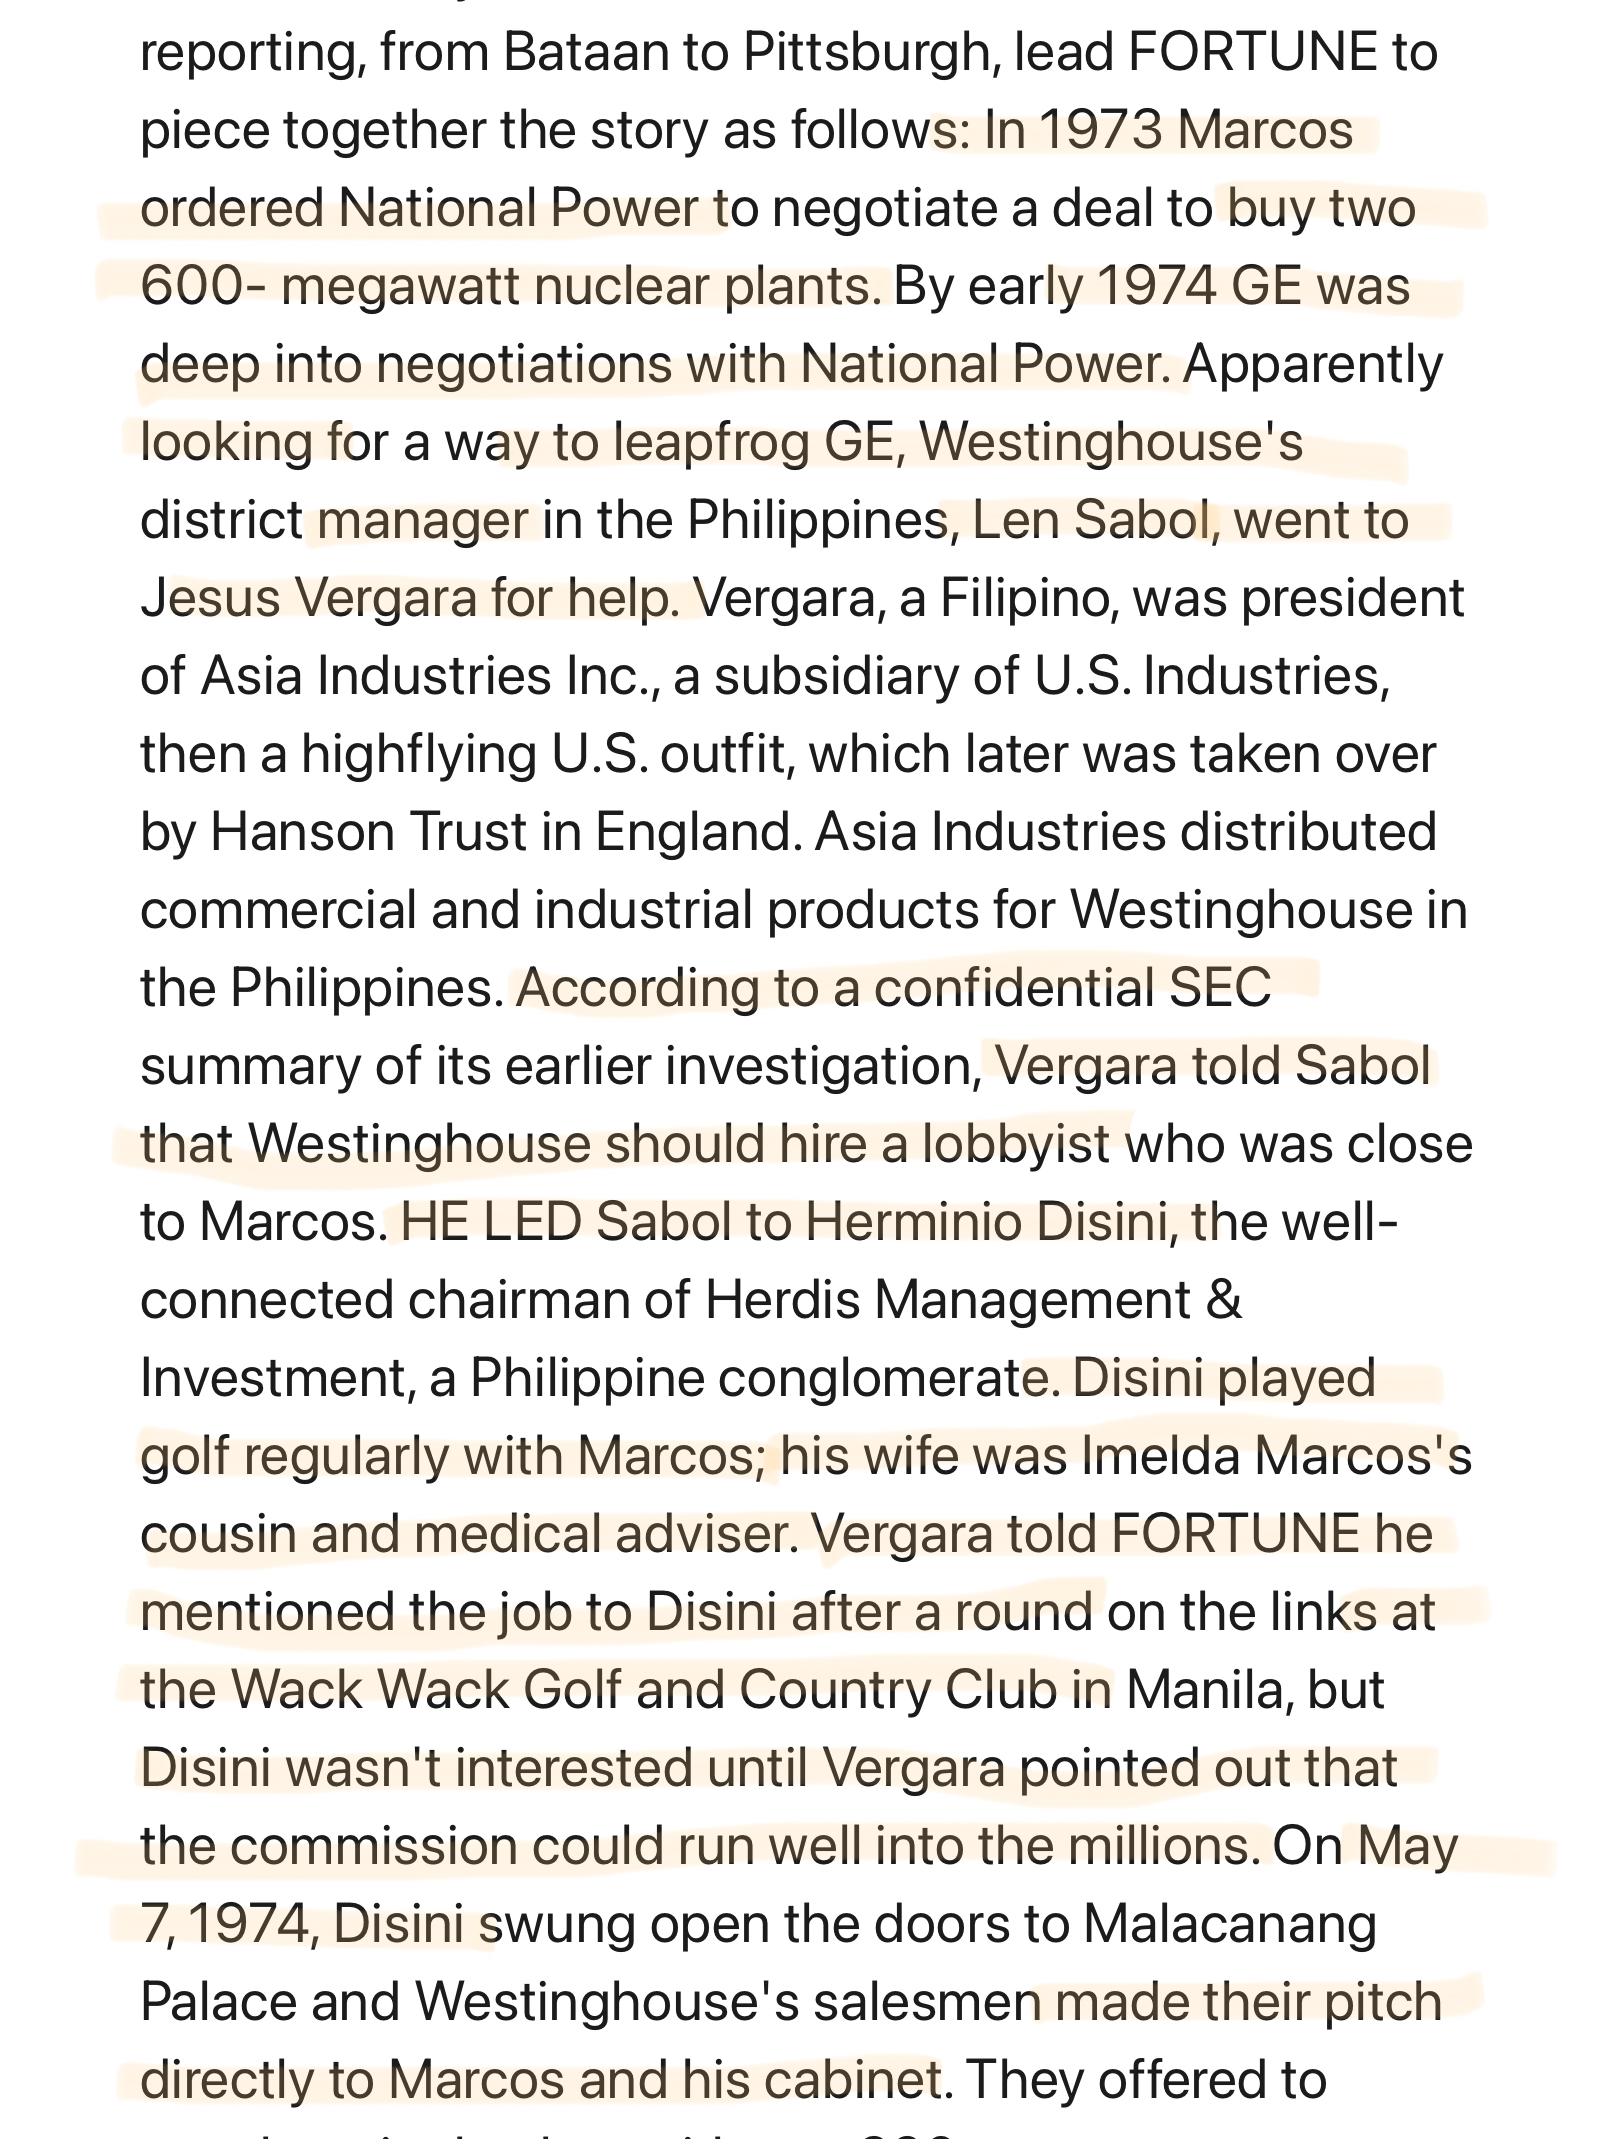 reporting, from Bataan to Pittsburgh, lead FORTUNE to
piece together the story as follows: In 1973 Marcos
ordered National Power to negotiate a deal to buy two
600- megawatt nuclear plants. By early 1974 GE was
deep into negotiations with National Power. Apparently
looking for a way to leapfrog GE, Westinghouse's
district manager in the Philippines, Len Sabol, went to
Jesus Vergara for help. Vergara, a Filipino, was president
of Asia Industries Inc., a subsidiary of U.S. Industries,
then a highflying U.S. outfit, which later was taken over
by Hanson Trust in England. Asia Industries distributed
commercial and industrial products for Westinghouse in
the Philippines. According to a confidential SEC
summary of its earlier investigation, Vergara told Sabol
that Westinghouse should hire a lobbyist who was close
to Marcos. HE LED Sabol to Herminio Disini, the well-
connected chairman of Herdis Management &
Investment, a Philippine conglomerate. Disini played
golf regularly with Marcos; his wife was Imelda Marcos's
cousin and medical adviser. Vergara told FORTUNE he
mentioned the job to Disini after a round on the links at
the Wack Wack Golf and Country Club in Manila, but
Disini wasn't interested until Vergara pointed out that
the commission could run well into the millions. On May
7, 1974, Disini swung open the doors to Malacanang
Palace and Westinghouse's salesmen made their pitch
directly to Marcos and his cabinet. They offered to